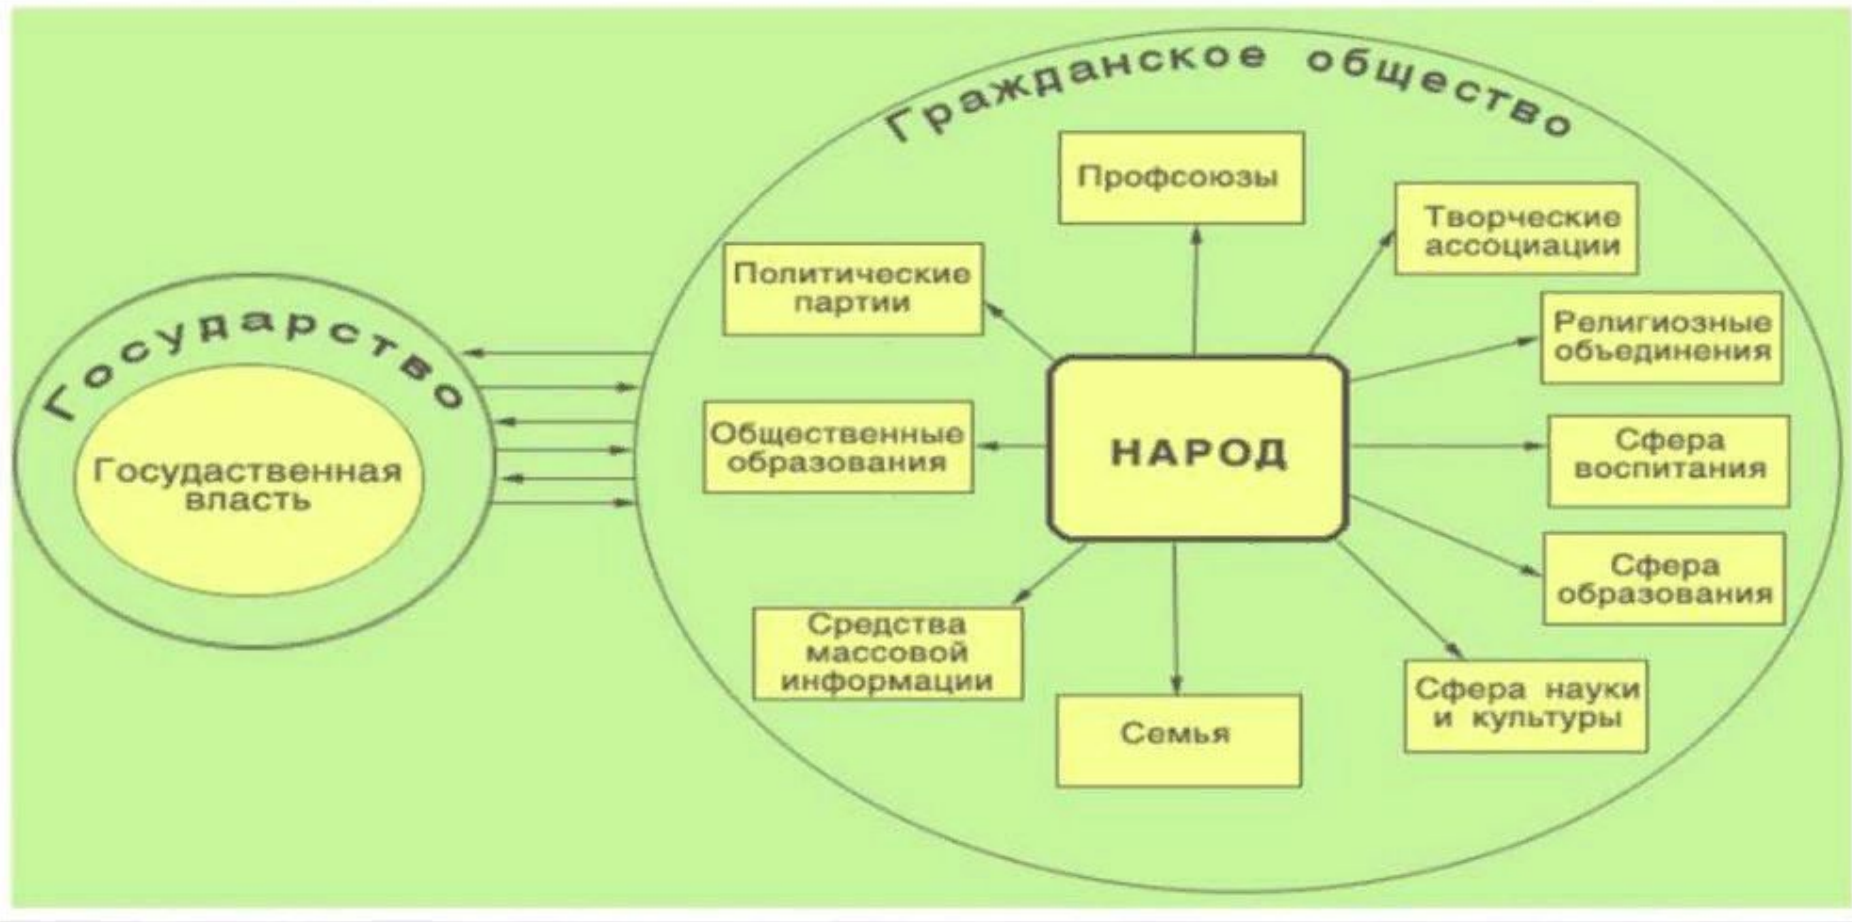 Государство
Госудаственная
власть
Гражданское общество
Профсоюзы
Творческие
ассоциации
Политические
партии
Религиозные
объединения
Общественные
образования
НАРОД
Сфера
воспитания
Сфера
образования
Средства
массовой
информации
Семья
Сфера науки
и культуры